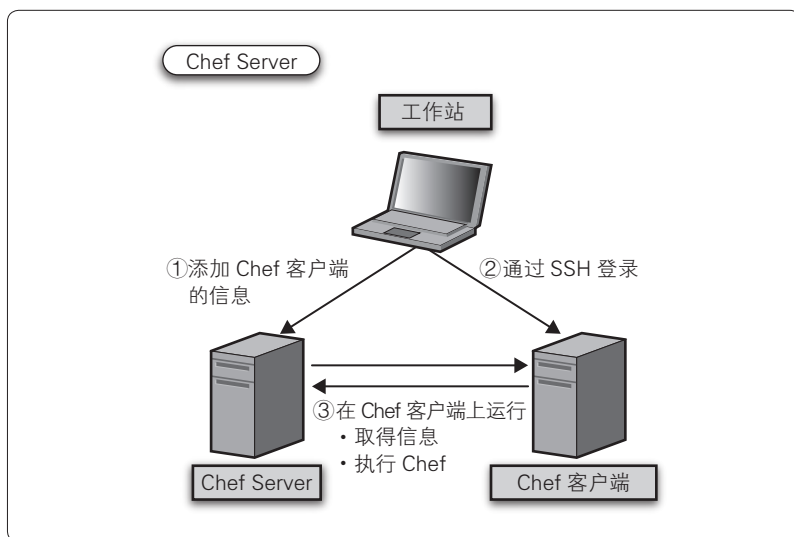 Chef Server
工作站
①添加 Chef 客户端
的信息
②通过 SSH 登录
③在 Chef 客户端上运行
・取得信息
・执行 Chef
Chef Server
Chef 客户端